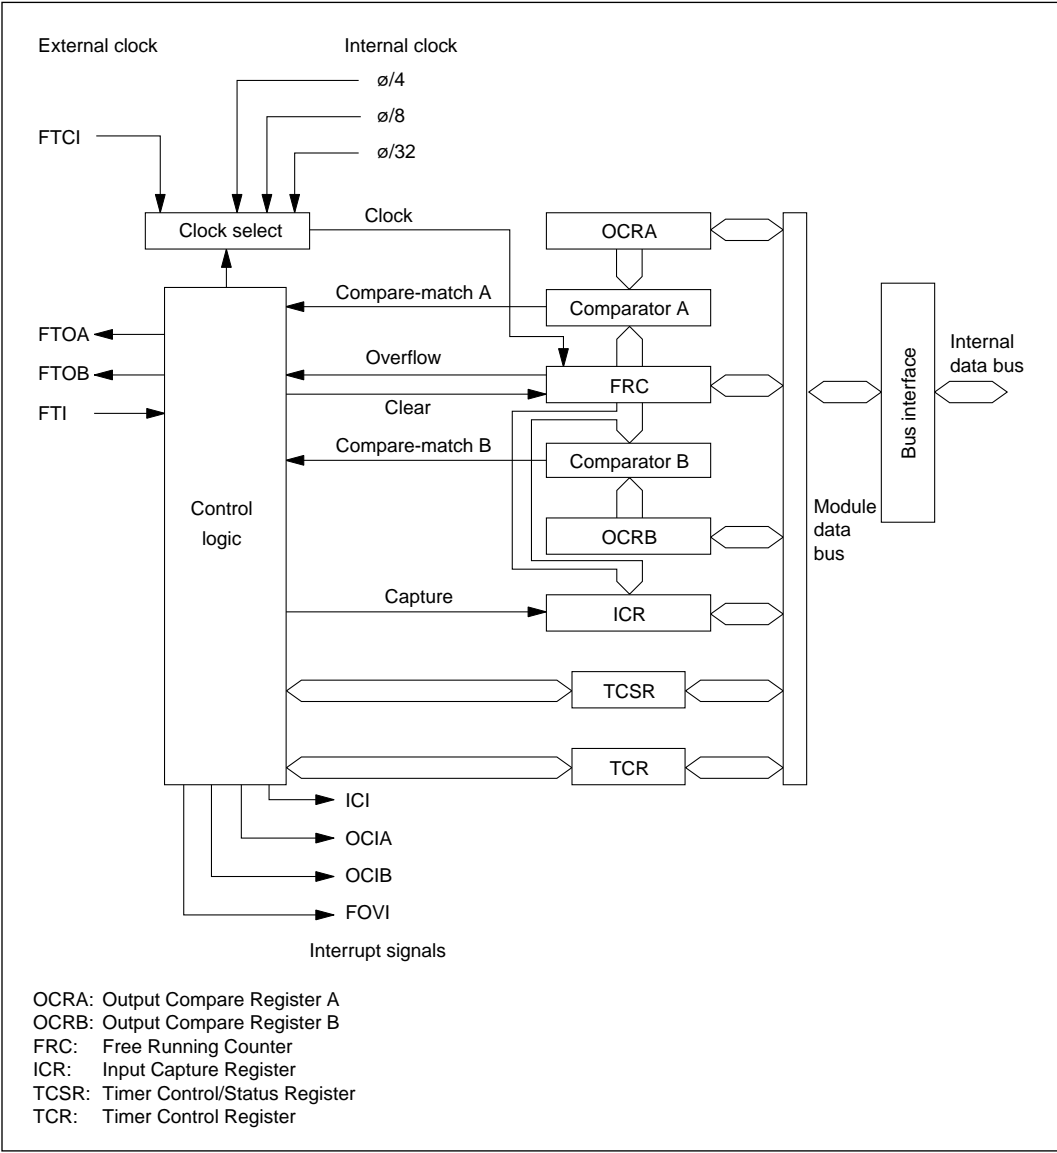 External clock
Internal clock
ø/4
ø/8
FTCI
ø/32
Clock
Clock select
OCRA
Compare-match A
Comparator A
FTOA
FTOB
FTI
Overflow
FRC
Clear
Internal
data bus
Bus interface
Compare-match B
Comparator B
Control
logic
Module
data
bus
OCRB
Capture
ICR
TCSR
TCR
ICI
OCIA
OCIB
FOVI
Interrupt signals
OCRA: Output Compare Register A
OCRB: Output Compare Register B
FRC: Free Running Counter
ICR: Input Capture Register
TCSR: Timer Control/Status Register
TCR: Timer Control Register